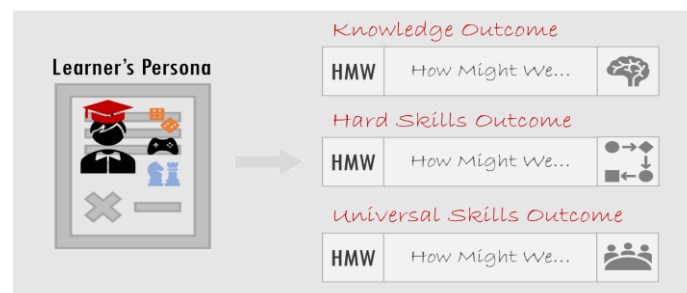 Knowledge Outcome
Learner's Persona
HMW How Might We...
Hard Skills Outcome
HMW How Might We...
Universal Skills Outcome
HMW How Might We...